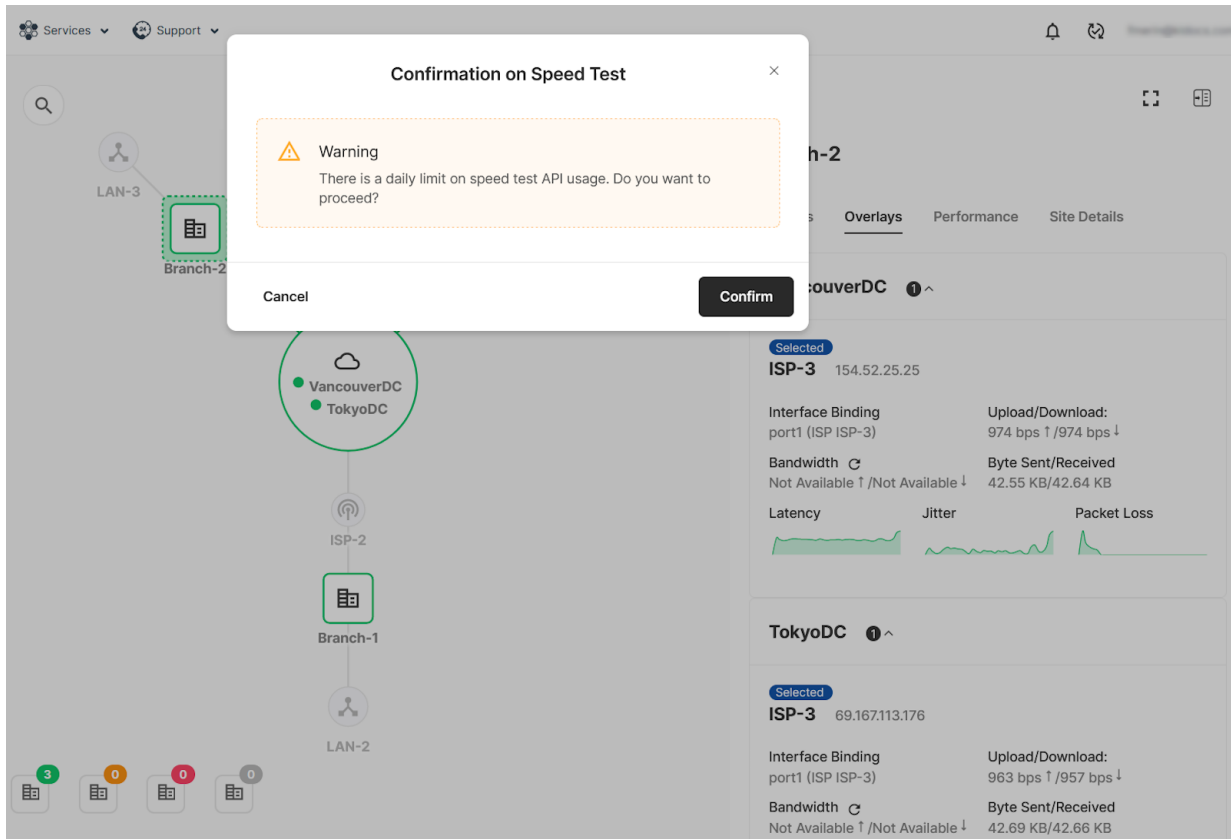 Services
Support
24
Confirmation on Speed Test
Warning
There is a daily limit on speed test API usage. Do you want to
proceed?
Cancel
Confirm
LAN-3
Branch-2
VancouverDC
TokyoDC
ISP-2
Branch-1
LAN-2
3
0
0
0
h-2
s
Overlays
Performance
Site Details
couverDC
1
Selected
ISP-3 154.52.25.25
Interface Binding
port1 (ISP ISP-3)
Upload/Download:
974 bps ↑/974 bps ↓
Bandwidth
Not Available ↑/Not Available ↓
Byte Sent/Received
42.55 KB/42.64 KB
Latency
Jitter
Packet Loss
TokyoDC
1
Selected
ISP-3 69.167.113.176
Interface Binding
port1 (ISP ISP-3)
Upload/Download:
963 bps ↑/957 bps ↓
Bandwidth
Not Available ↑/Not Available ↓
Byte Sent/Received
42.69 KB/42.66 KB